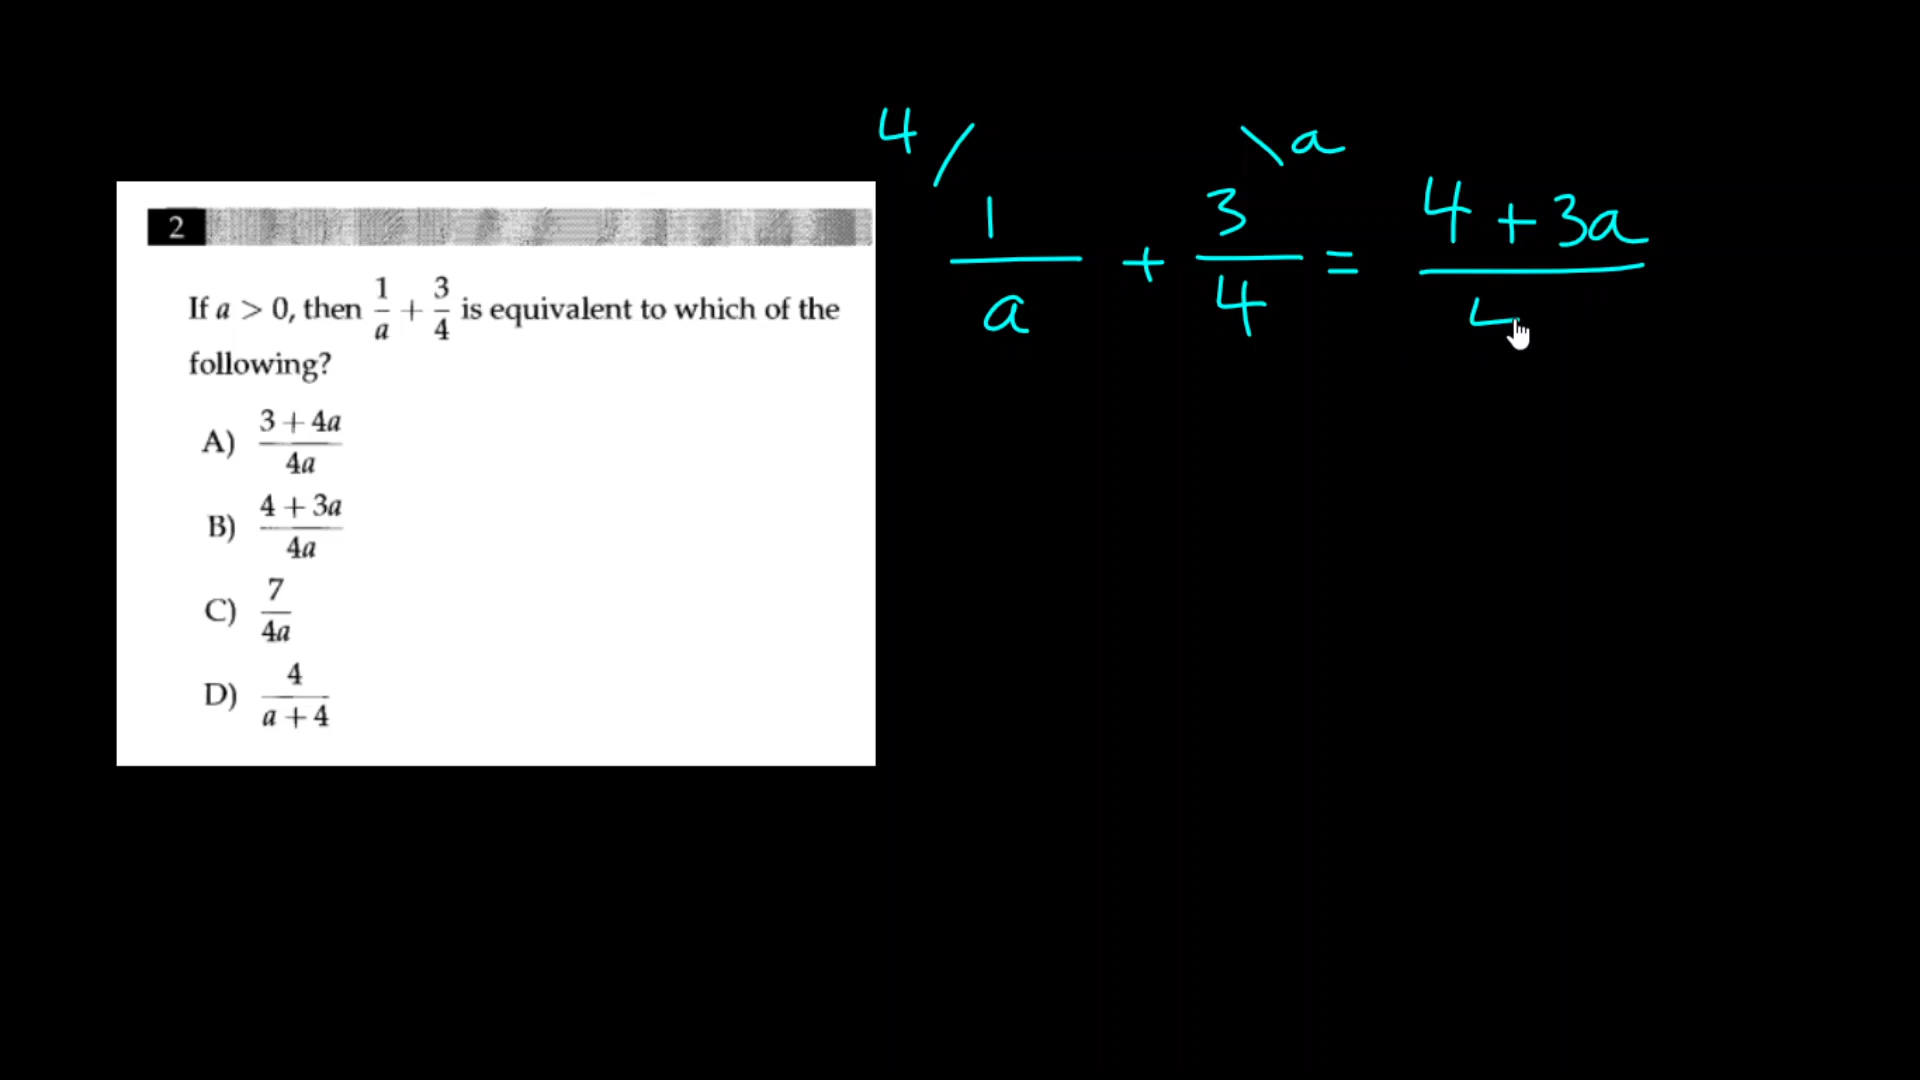 2
If a > 0, then 1/a + 3/4 is equivalent to which of the
following?
A) (3 + 4a)/(4a)
B) (4 + 3a)/(4a)
C) 7/(4a)
D) 4/(a + 4)
4/ \a
1/a + 3/4 = (4 + 3a)/